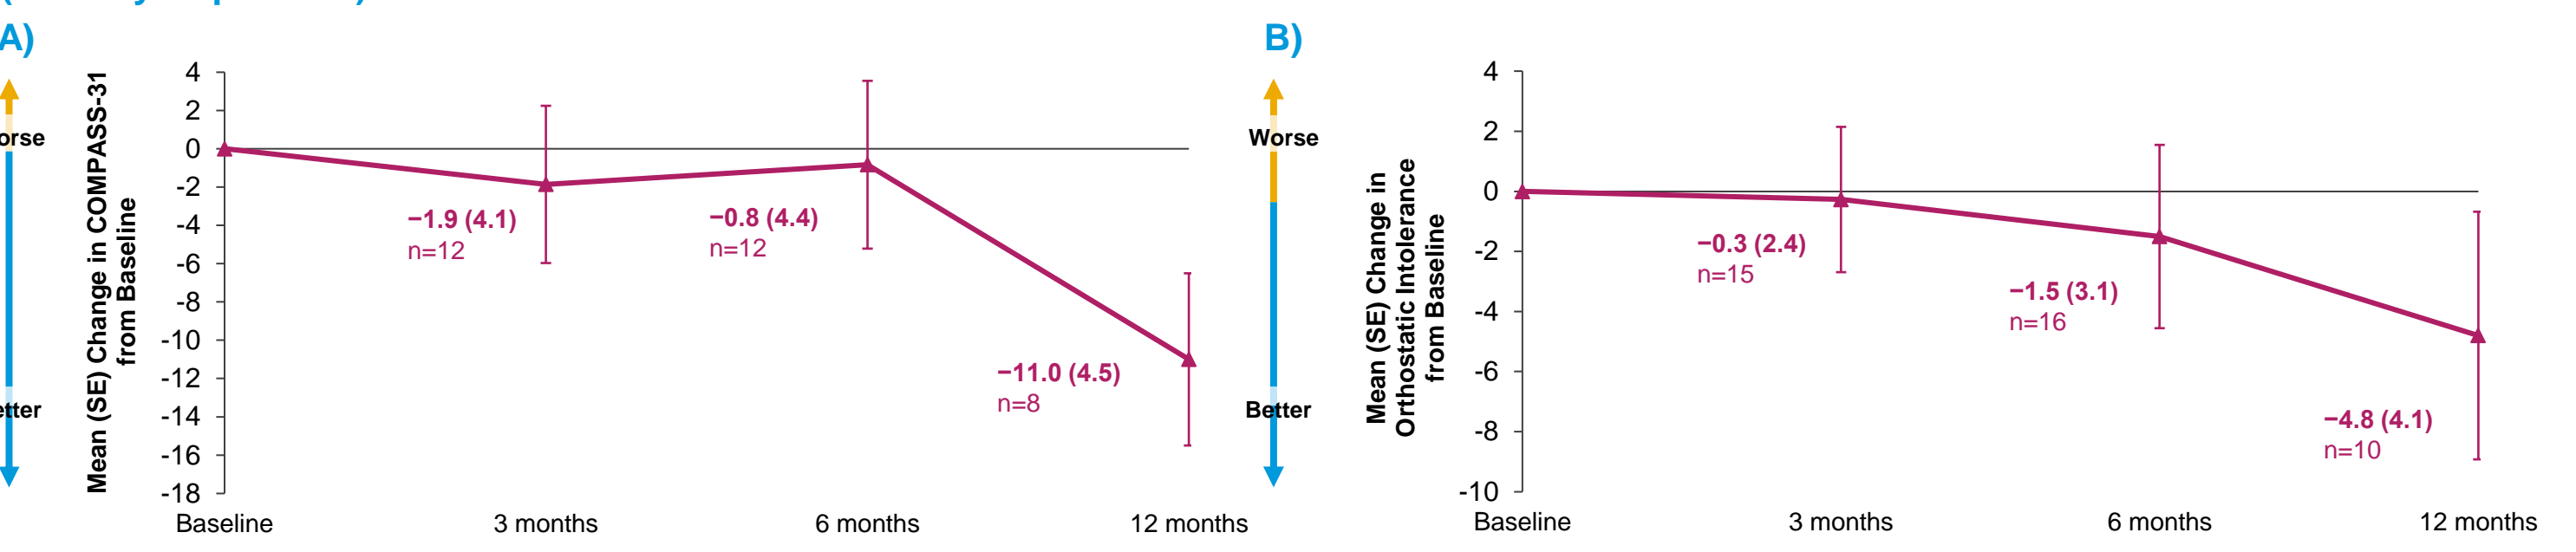 A)
4
2
0
-2
-4
-6
-8
-10
-12
-14
-16
-18
Mean (SE) Change in COMPASS-31
from Baseline
−1.9 (4.1)
n=12
−0.8 (4.4)
n=12
−11.0 (4.5)
n=8
Baseline
3 months
6 months
12 months
B)
Worse
Better
4
2
0
-2
-4
-6
-8
-10
Mean (SE) Change in
Orthostatic Intolerance
from Baseline
−0.3 (2.4)
n=15
−1.5 (3.1)
n=16
−4.8 (4.1)
n=10
Baseline
3 months
6 months
12 months